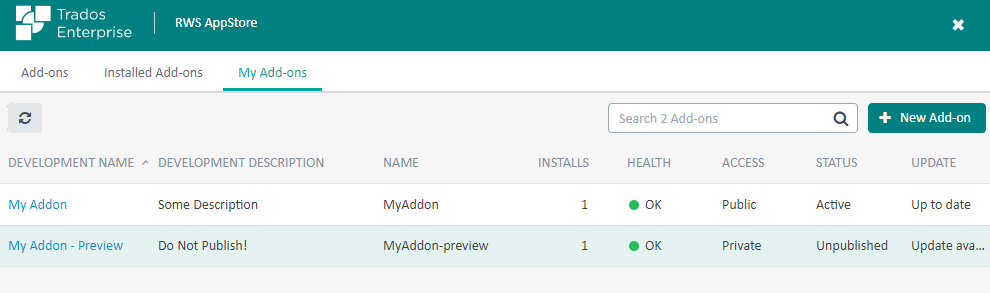 Trados
Enterprise
RWS AppStore
Add-ons Installed Add-ons My Add-ons
Search 2 Add-ons
New Add-on
DEVELOPMENT NAME DEVELOPMENT DESCRIPTION NAME INSTALLS HEALTH ACCESS STATUS UPDATE
My Addon Some Description MyAddon 1 OK Public Active Up to date
My Addon - Preview Do Not Publish! MyAddon-preview 1 OK Private Unpublished Update ava...